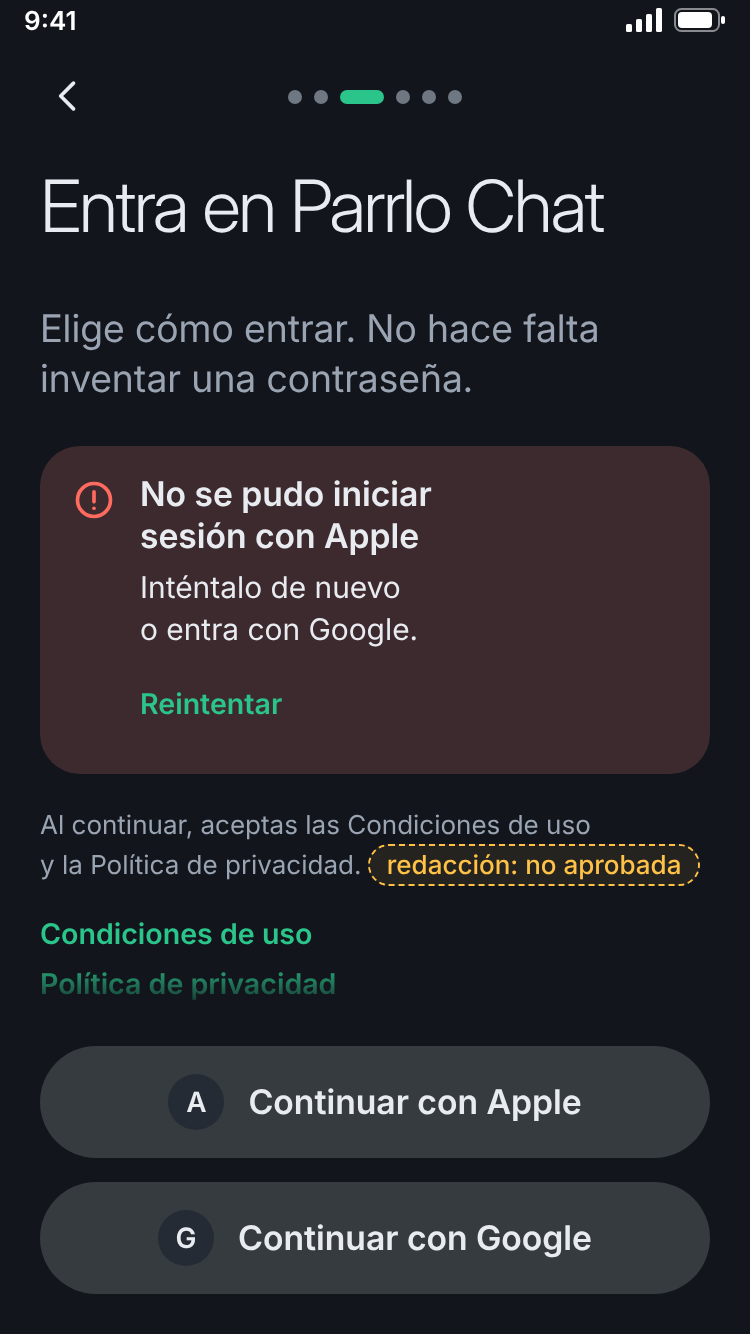 9:41
Entra en Parrlo Chat
Elige cómo entrar. No hace falta
inventar una contraseña.
No se pudo iniciar
sesión con Apple
Inténtalo de nuevo
o entra con Google.
Reintentar
Al continuar, aceptas las Condiciones de uso
y la Política de privacidad. redacción: no aprobada
Condiciones de uso
Política de privacidad
A Continuar con Apple
G Continuar con Google